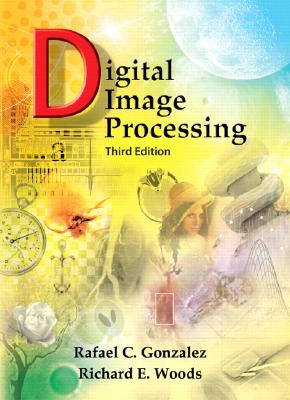 Digital
Image
Processing
Third Edition
Rafael C. Gonzalez
Richard E. Woods